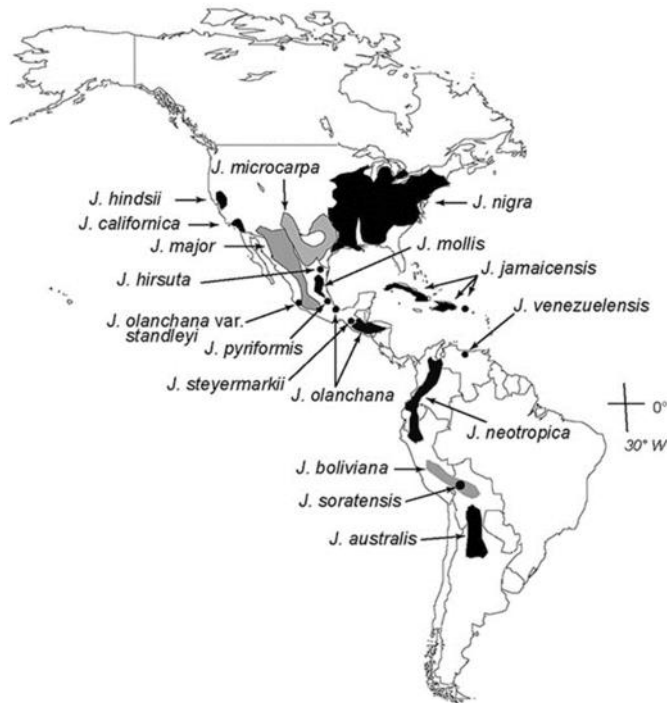 J. microcarpa
J. hindsii
J. nigra
J. californica
J. major
J. mollis
J. hirsuta
J. jamaicensis
J. olanchana var.
standleyi
J. venezuelensis
J. pyriformis
J. steyermarkii
J. olanchana
0°
J. neotropica
30° W
J. boliviana
J. soratensis
J. australis